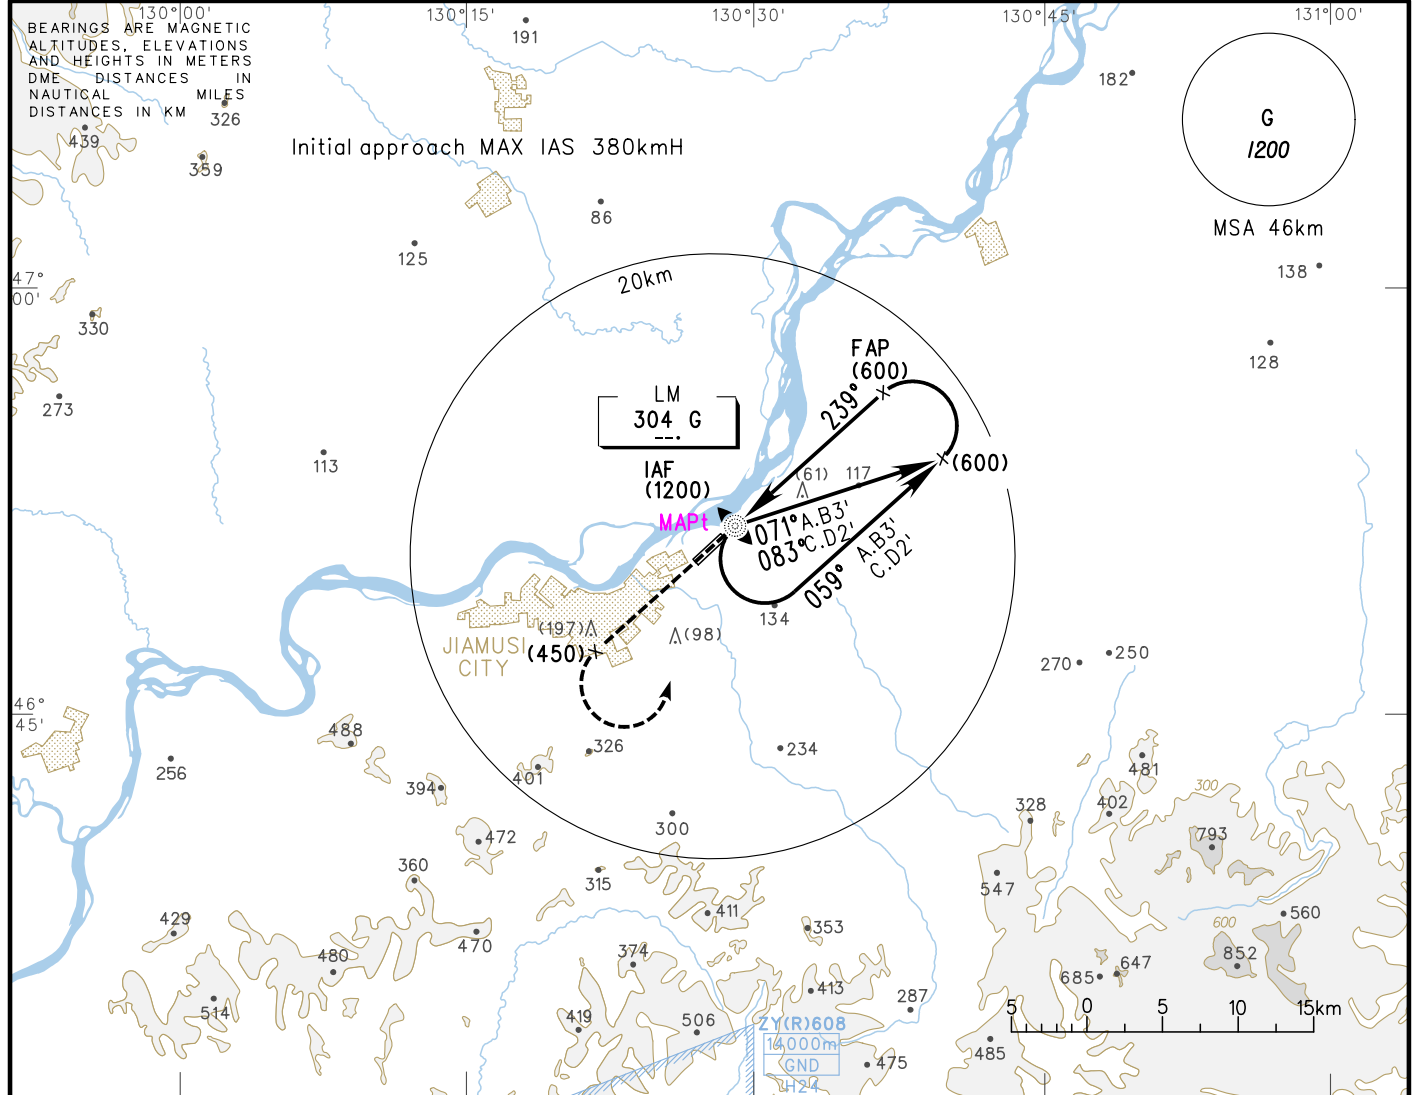 130°00'
130°15'
130°30'
130°45'
131°00'
BEARINGS ARE MAGNETIC
ALTITUDES, ELEVATIONS
AND HEIGHTS IN METERS
DME DISTANCES IN
NAUTICAL MILES
DISTANCES IN KM
191
182
326
439
359
Initial approach MAX IAS 380kmH
G
1200
MSA 46km
86
125
138
20km
47°
00'
330
128
FAP
(600)
273
LM
304 G
--·
239°
113
IAF
(1200)
(61)
117
(600)
MAPt
071° A.B3'
083° C.D2'
A.B3'
C.D2'
059°
134
(197)
(98)
JIAMUSI
CITY
(450)
270
250
46°
45'
488
326
234
256
401
481
394
300
402
328
300
472
793
360
315
547
429
411
353
560
470
600
480
374
852
647
685
413
514
287
5 0 5 10 15km
419
506
ZY(R)608
14000m
GND
H24
485
475